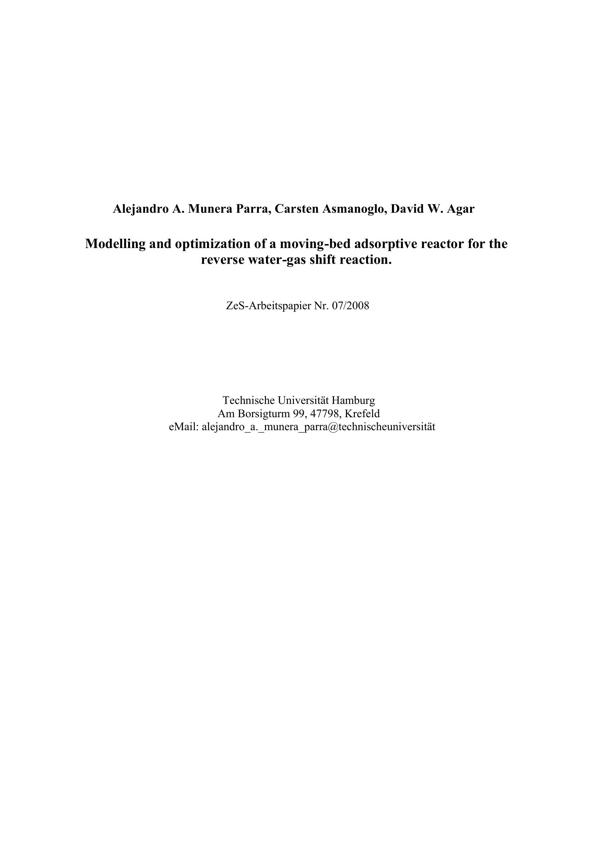 Alejandro A. Munera Parra, Carsten Asmanoglo, David W. Agar
Modelling and optimization of a moving-bed adsorptive reactor for the
reverse water-gas shift reaction.
ZeS-Arbeitspapier Nr. 07/2008
Technische Universität Hamburg
Am Borsigturm 99, 47798, Krefeld
eMail: alejandro_a._munera_parra@technischeuniversität